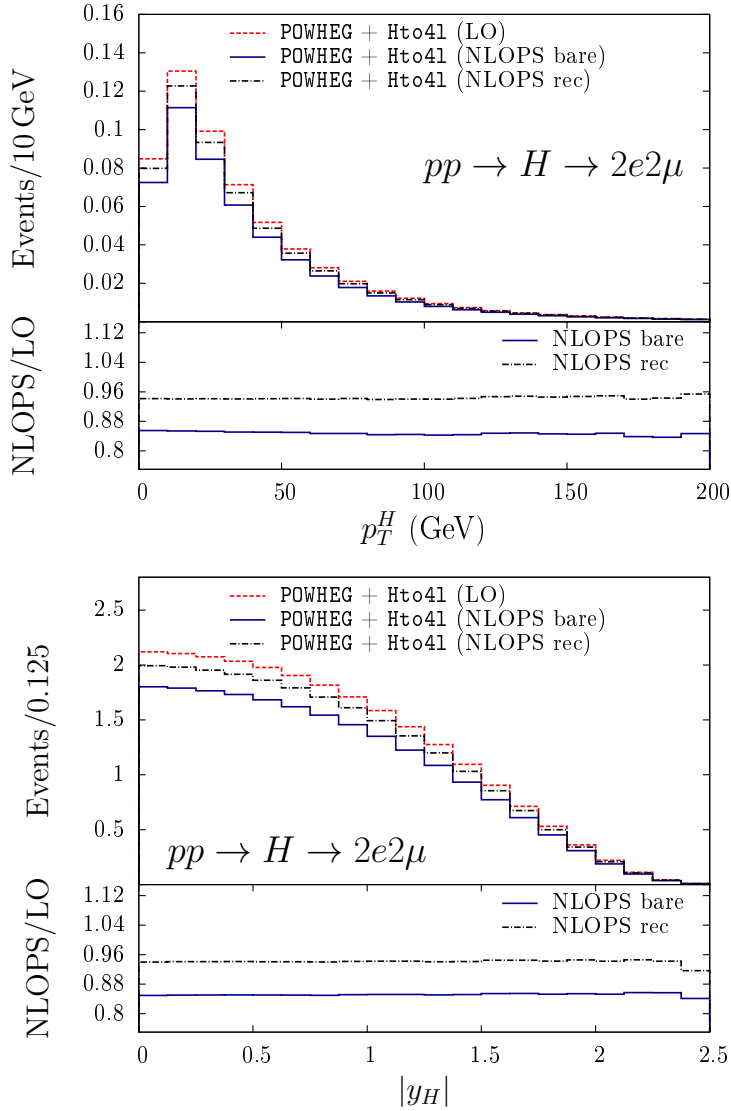 0.16
0.14
0.12
0.1
0.08
0.06
0.04
0.02
Events/10 GeV
POWHEG + Hto4l (LO)
POWHEG + Hto4l (NLOPS bare)
POWHEG + Hto4l (NLOPS rec)
pp → H → 2e2μ
1.12
1.04
0.96
0.88
0.8
NLOPS/LO
NLOPS bare
NLOPS rec
0 50 100 150 200
p_T^H (GeV)
2.5
2
1.5
1
0.5
Events/0.125
POWHEG + Hto4l (LO)
POWHEG + Hto4l (NLOPS bare)
POWHEG + Hto4l (NLOPS rec)
pp → H → 2e2μ
1.12
1.04
0.96
0.88
0.8
NLOPS/LO
NLOPS bare
NLOPS rec
0 0.5 1 1.5 2 2.5
|y_H|